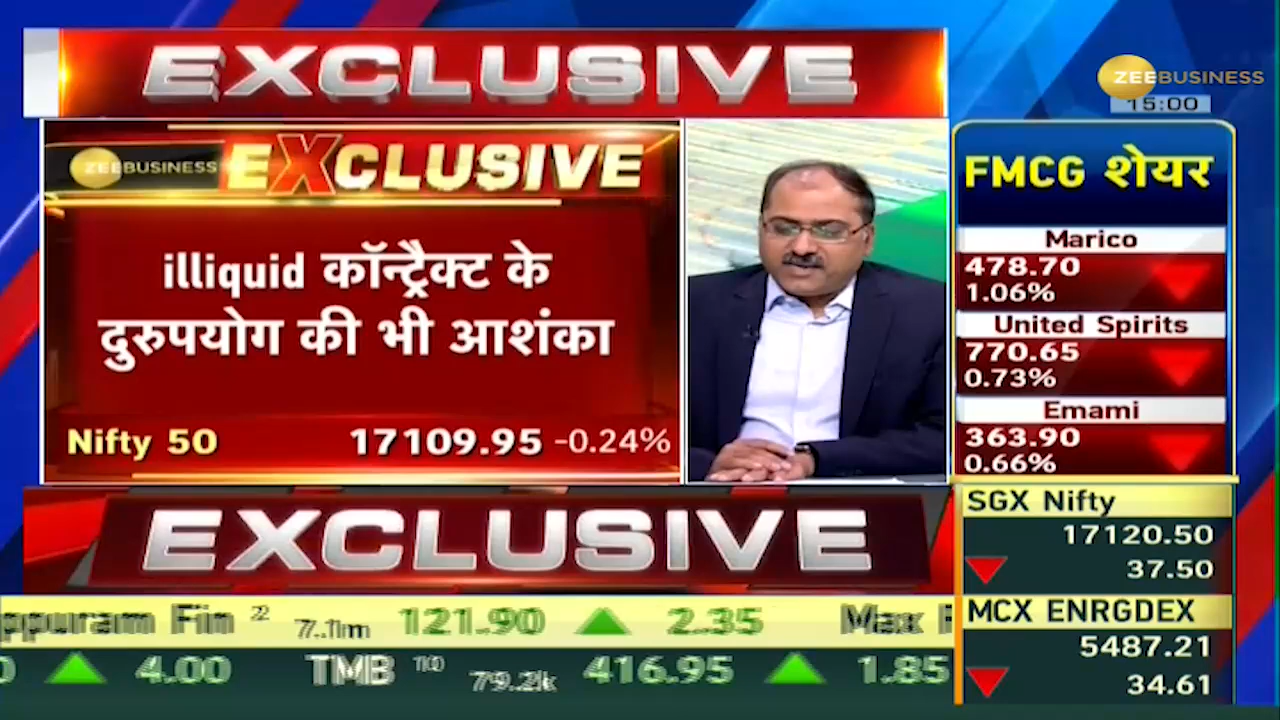 EXCLUSIVE
ZEEBUSINESS
15:00
ZEEBUSINESS
EXCLUSIVE
illiquid कॉन्ट्रैक्ट के
दुरुपयोग की भी आशंका
Nifty 50 17109.95 -0.24%
FMCG शेयर
Marico
478.70
1.06%
United Spirits
770.65
0.73%
Emami
363.90
0.66%
SGX Nifty
17120.50
37.50
MCX ENRGDEX
5487.21
34.61
EXCLUSIVE
ppuram Fin 22 7.1m 121.90 2.35 Max F
0 4.00 TMB 10 79.2k 416.95 1.85